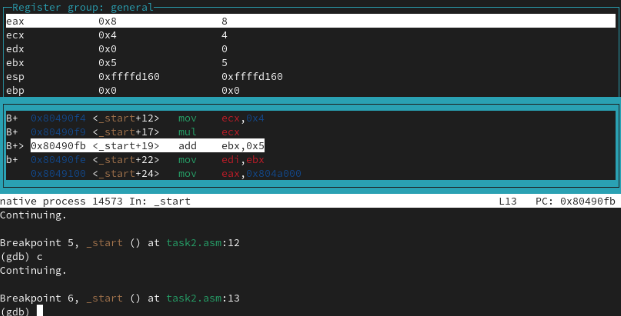 Register group: general
eax 0x8 8
ecx 0x4 4
edx 0x0 0
ebx 0x5 5
esp 0xffffd160 0xffffd160
ebp 0x0 0x0
B+ 0x80490f4 <_start+12> mov ecx,0x4
B+ 0x80490f9 <_start+17> mul ecx
B+> 0x80490fb <_start+19> add ebx,0x5
b+ 0x80490fe <_start+22> mov edi,ebx
0x8049100 <_start+24> mov eax,0x804a000
native process 14573 In: _start L13 PC: 0x80490fb
Continuing.
Breakpoint 5, _start () at task2.asm:12
(gdb) c
Continuing.
Breakpoint 6, _start () at task2.asm:13
(gdb)